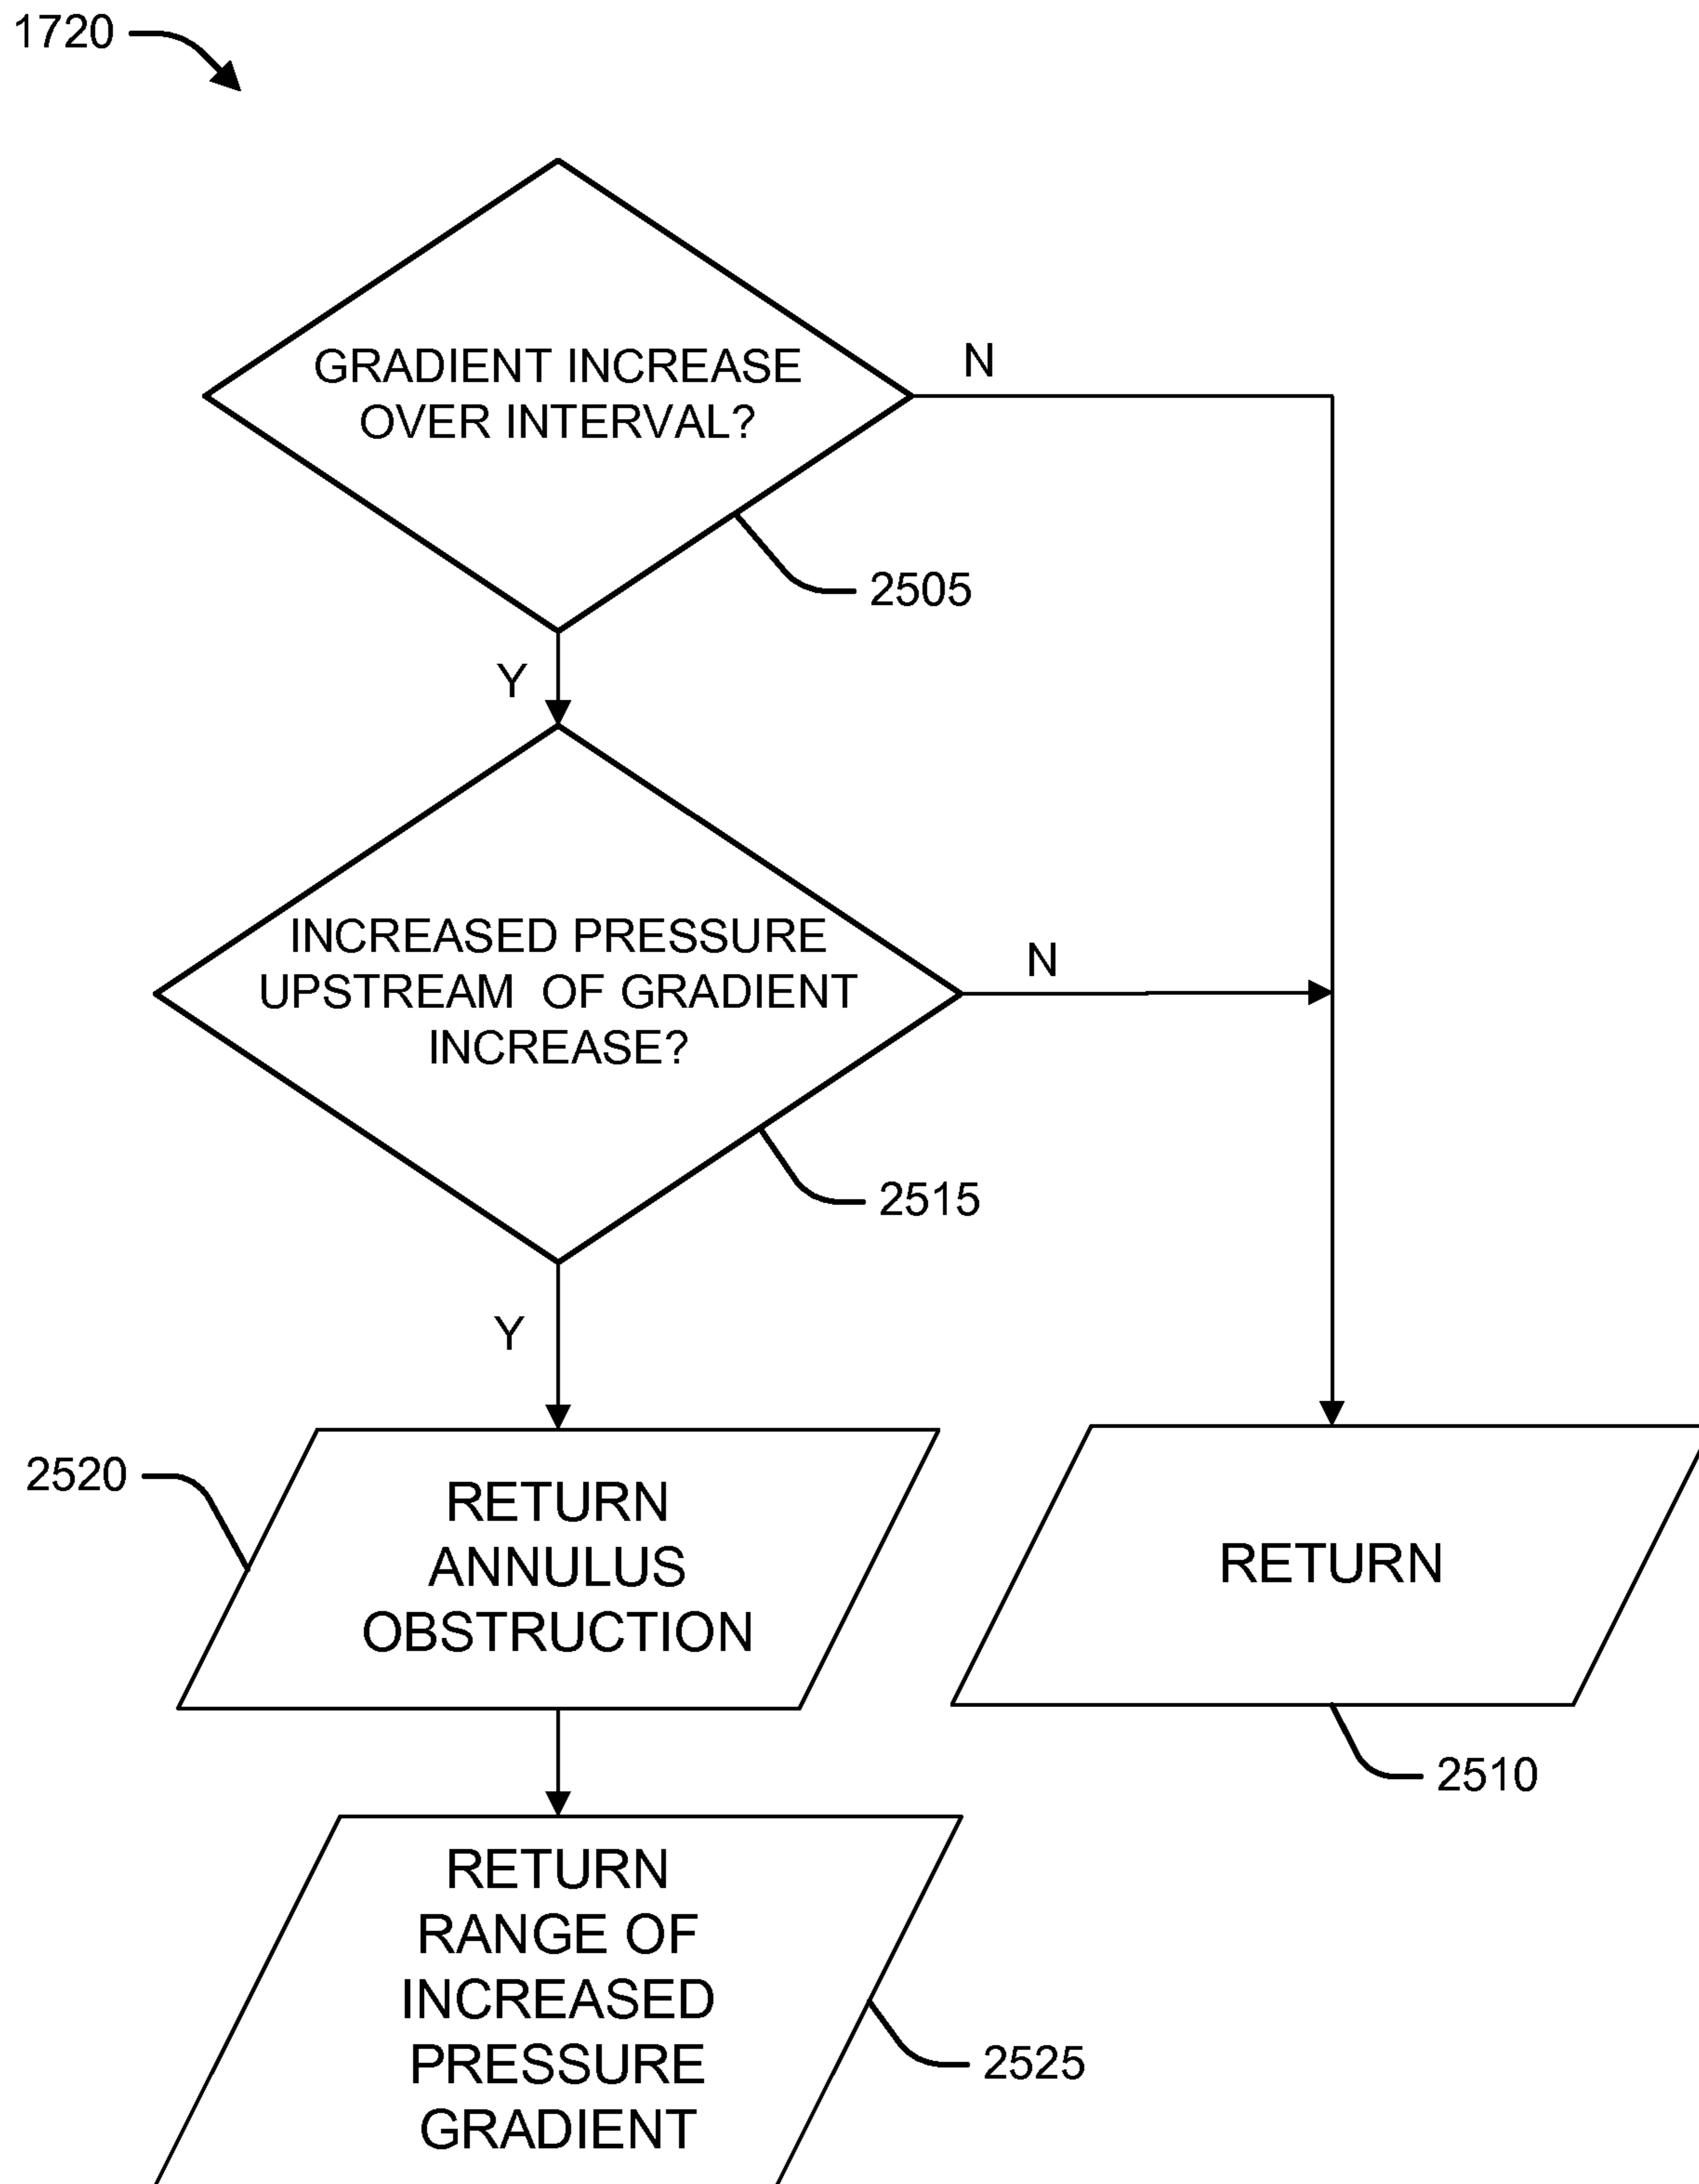 1720
GRADIENT INCREASE
OVER INTERVAL?
N
2505
Y
INCREASED PRESSURE
UPSTREAM OF GRADIENT
INCREASE?
N
2515
Y
2520
RETURN
ANNULUS
OBSTRUCTION
RETURN
2510
RETURN
RANGE OF
INCREASED
PRESSURE
GRADIENT
2525